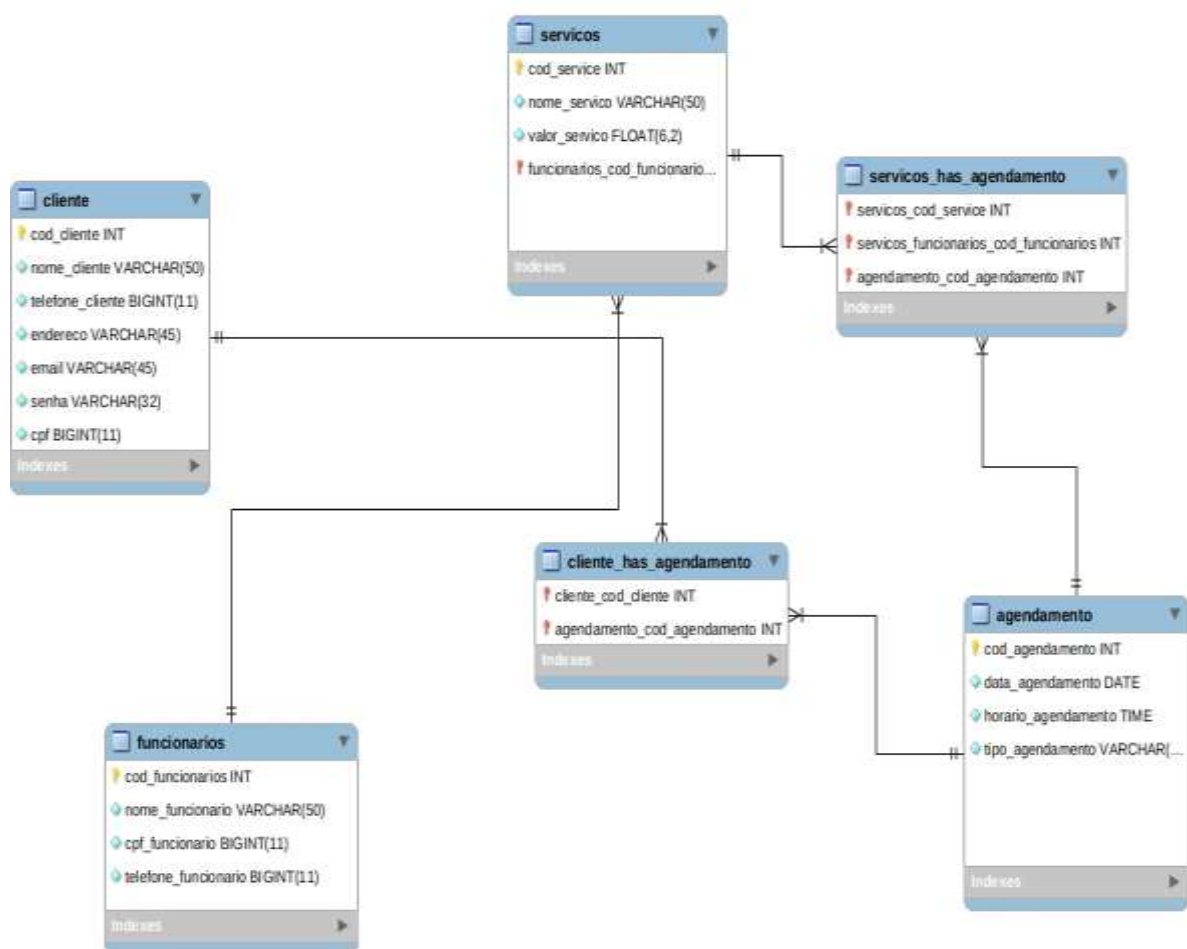 servicos
cod_service INT
nome_servico VARCHAR(50)
valor_servico FLOAT(6,2)
funcionarios_cod_funcionario...
Indexes
servicos_has_agendamento
servicos_cod_service INT
servicos_funcionarios_cod_funcionarios INT
agendamento_cod_agendamento INT
Indexes
cliente
cod_cliente INT
nome_cliente VARCHAR(50)
telefone_cliente BIGINT(11)
endereco VARCHAR(45)
email VARCHAR(45)
senha VARCHAR(32)
cpf BIGINT(11)
Indexes
cliente_has_agendamento
cliente_cod_cliente INT
agendamento_cod_agendamento INT
Indexes
agendamento
cod_agendamento INT
data_agendamento DATE
horario_agendamento TIME
tipo_agendamento VARCHAR(...
Indexes
funcionarios
cod_funcionarios INT
nome_funcionario VARCHAR(50)
cpf_funcionario BIGINT(11)
telefone_funcionario BIGINT(11)
Indexes